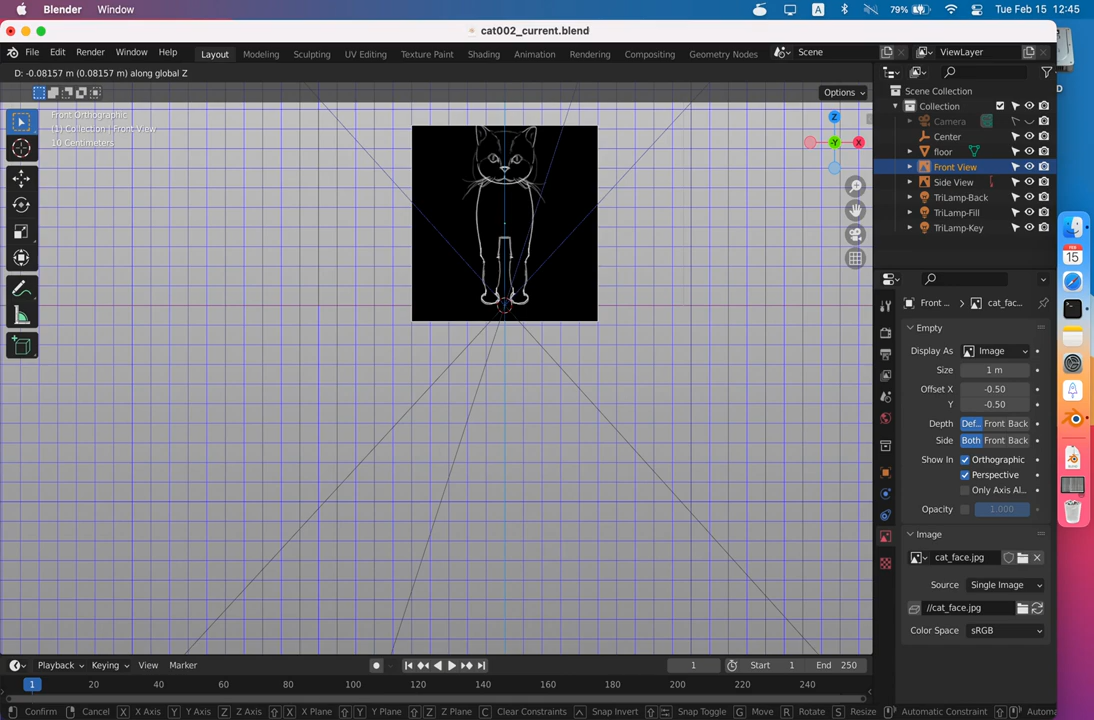 Blender Window A 79% Tue Feb 15 12:45
cat002_current.blend
File Edit Render Window Help Layout Modeling Sculpting UV Editing Texture Paint Shading Animation Rendering Compositing Geometry Nodes Scene ViewLayer
D: -0.08157 m (0.08157 m) along global Z
Options
Front Orthographic
(1) Collection | Front View
10 Centimeters
Z
Y
X
Scene Collection
Collection
Camera
Center
floor
Front View
Side View
TriLamp-Back
TriLamp-Fill
TriLamp-Key
FEB
15
Front ... > cat_fac...
Empty
Display As Image
Size 1 m
Offset X -0.50
Y -0.50
Depth Def... Front Back
Side Both Front Back
Show In Orthographic
Perspective
Only Axis Al...
Opacity 1.000
Image
cat_face.jpg
Source Single Image
//cat_face.jpg
Color Space sRGB
Playback Keying View Marker 1 Start 1 End 250
1 20 40 60 80 100 120 140 160 180 200 220 240
Confirm Cancel X X Axis Y Y Axis Z Z Axis X X Plane Y Y Plane Z Z Plane C Clear Constraints Snap Invert Snap Toggle G Move R Rotate S Resize Automatic Constraint Automa